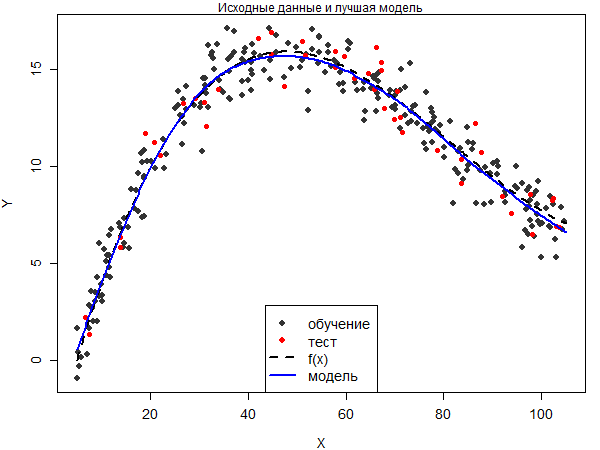 Исходные данные и лучшая модель
Y
15
10
5
0
обучение
тест
f(x)
модель
20 40 60 80 100
X